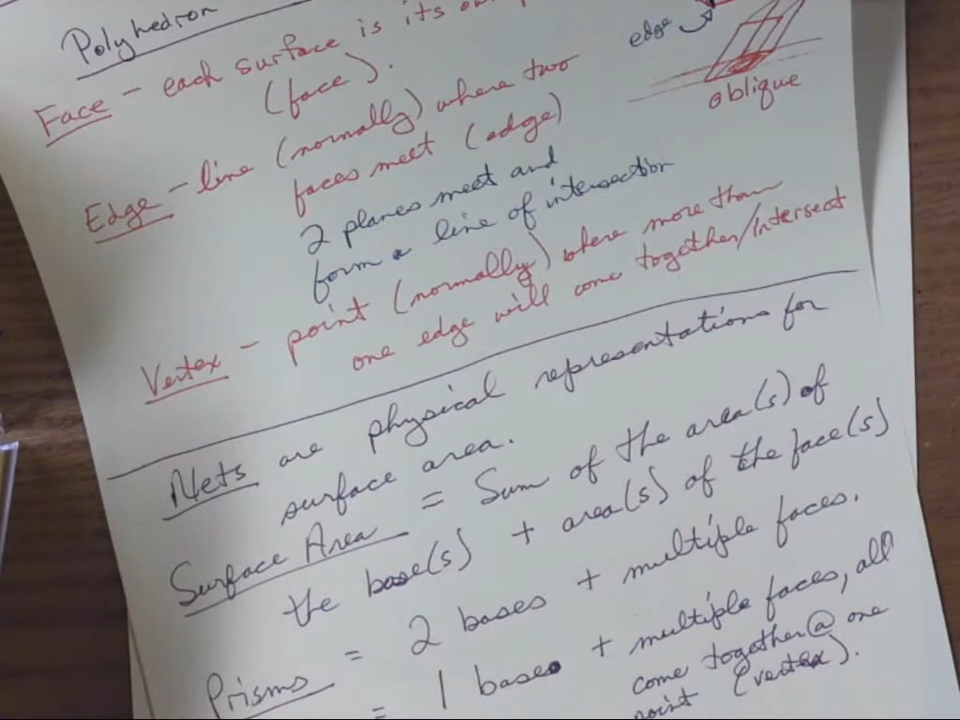 Polyhedron
Face - each surface is its own
(face).
edge
oblique
Edge - line (normally) where two
faces meet (edge)
2 planes meet and
form a line of intersection
Vertex - point (normally) where more than
one edge will come together/intersect
Nets are physical representations for
surface area.
Surface Area = Sum of the area(s) of
the base(s) + area(s) of the face(s)
Prisms = 2 bases + multiple faces.
= 1 base + multiple faces, all
come together @ one
point (vertex).